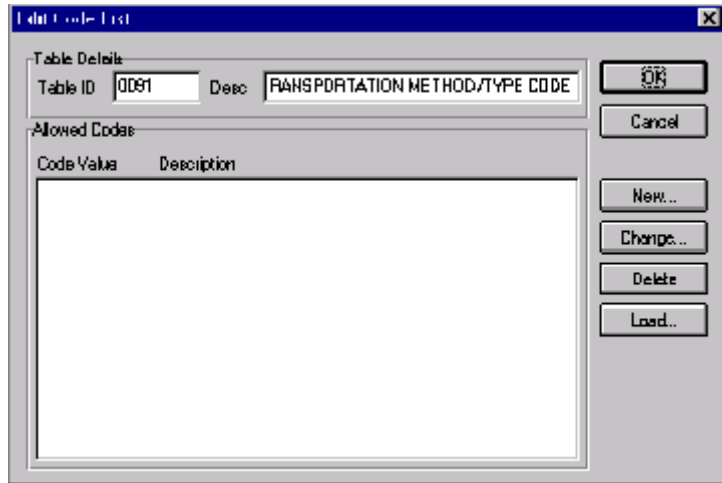 Edit Code List
Table Details
Table ID 0D91 Desc RANSPORTATION METHOD/TYPE CODE
OK
Cancel
Allowed Codes
Code Value Description
New...
Change...
Delete
Load...